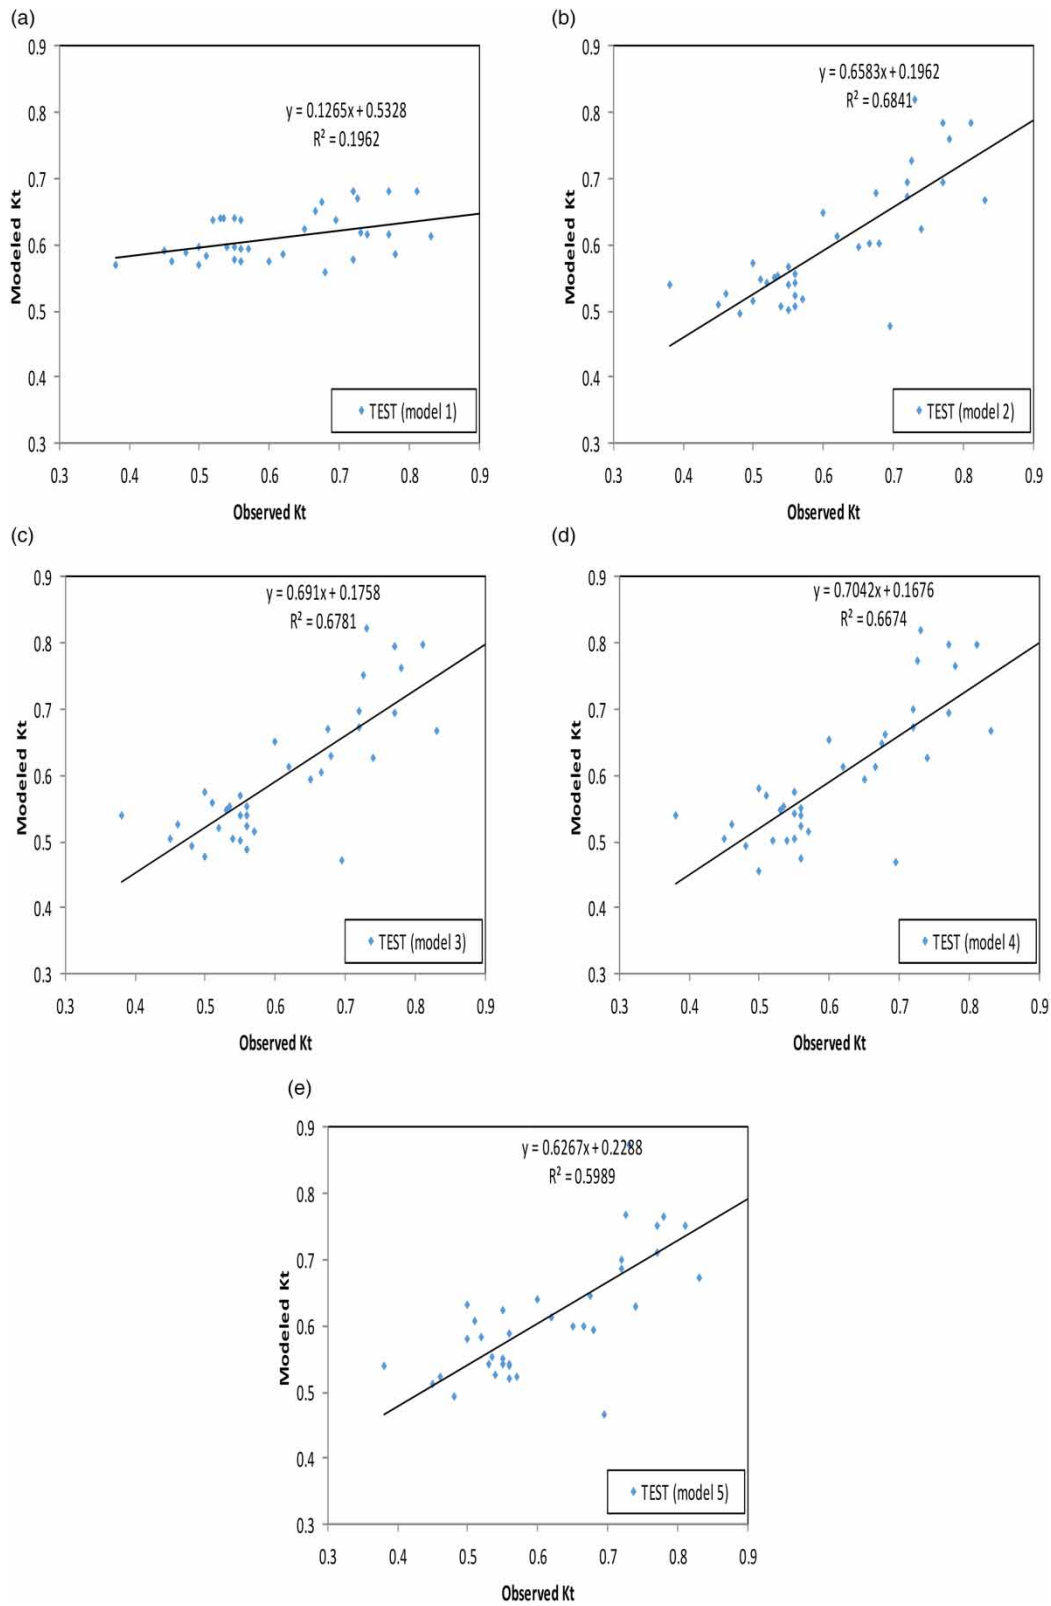 (a)
0.9
0.8
0.7
0.6
0.5
0.4
0.3
Modeled Kt
y = 0.1265x + 0.5328
R² = 0.1962
TEST (model 1)
0.3 0.4 0.5 0.6 0.7 0.8 0.9
Observed Kt
(b)
0.9
0.8
0.7
0.6
0.5
0.4
0.3
Modeled Kt
y = 0.6583x + 0.1962
R² = 0.6841
TEST (model 2)
0.3 0.4 0.5 0.6 0.7 0.8 0.9
Observed Kt
(c)
0.9
0.8
0.7
0.6
0.5
0.4
0.3
Modeled Kt
y = 0.691x + 0.1758
R² = 0.6781
TEST (model 3)
0.3 0.4 0.5 0.6 0.7 0.8 0.9
Observed Kt
(d)
0.9
0.8
0.7
0.6
0.5
0.4
0.3
Modeled Kt
y = 0.7042x + 0.1676
R² = 0.6674
TEST (model 4)
0.3 0.4 0.5 0.6 0.7 0.8 0.9
Observed Kt
(e)
0.9
0.8
0.7
0.6
0.5
0.4
0.3
Modeled Kt
y = 0.6267x + 0.2288
R² = 0.5989
TEST (model 5)
0.3 0.4 0.5 0.6 0.7 0.8 0.9
Observed Kt